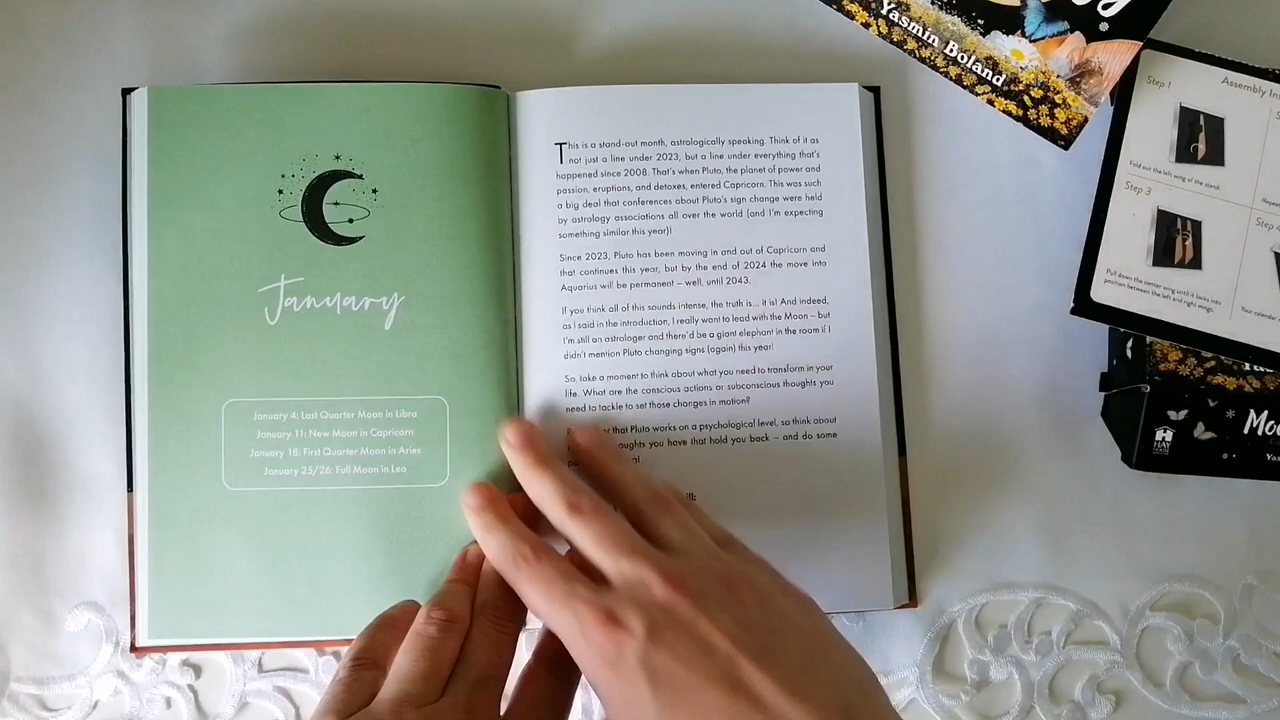 January
January 4: Last Quarter Moon in Libra
January 11: New Moon in Capricorn
January 18: First Quarter Moon in Aries
January 25/26: Full Moon in Leo
This is a stand-out month, astrologically speaking. Think of it as
not just a line under 2023, but a line under everything that's
happened since 2008. That's when Pluto, the planet of power and
passion, eruptions, and detoxes, entered Capricorn. This was such
a big deal that conferences about Pluto's sign change were held
by astrology associations all over the world (and I'm expecting
something similar this year)!
Since 2023, Pluto has been moving in and out of Capricorn and
that continues this year, but by the end of 2024 the move into
Aquarius will be permanent – well, until 2043.
If you think all of this sounds intense, the truth is... it is! And indeed,
as I said in the introduction, I really want to lead with the Moon – but
I'm still an astrologer and there'd be a giant elephant in the room if I
didn't mention Pluto changing signs (again) this year!
So, take a moment to think about what you need to transform in your
life. What are the conscious actions or subconscious thoughts you
need to tackle to set those changes in motion?
that Pluto works on a psychological level, so think about
you have that hold you back – and do some
Yasmin Boland
Step 1
Assembly
Fold out the left wing of the stand.
Step 3
Step
Pull down the center wing until it locks into
position between the left and right wings.
Your calendar
HAY
HOUSE